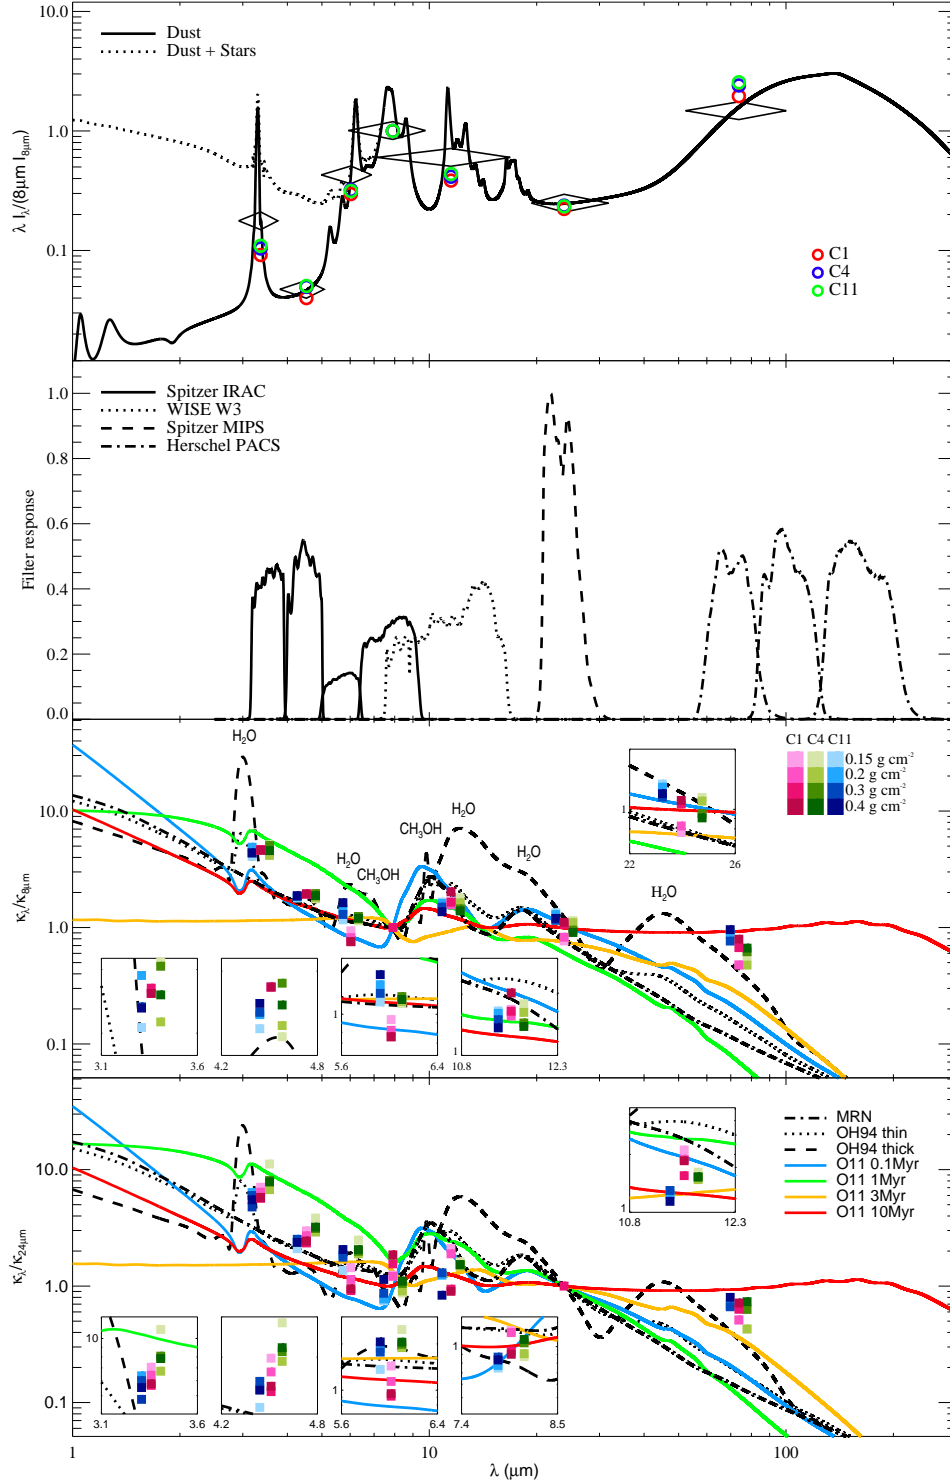 10.0
1.0
0.1
λ I_λ/(8μm I_8μm)
Dust
Dust + Stars
C1
C4
C11
1.0
0.8
0.6
0.4
0.2
0.0
Filter response
Spitzer IRAC
WISE W3
Spitzer MIPS
Herschel PACS
10.0
1.0
0.1
κ_λ/κ_8μm
H₂O
H₂O
CH₃OH
CH₃OH
H₂O
H₂O
H₂O
C1 C4 C11
0.15 g cm⁻²
0.2 g cm⁻²
0.3 g cm⁻²
0.4 g cm⁻²
1
22 26
3.1 3.6
4.2 4.8
1
5.6 6.4
1
10.8 12.3
10.0
1.0
0.1
κ_λ/κ_24μm
MRN
OH94 thin
OH94 thick
O11 0.1Myr
O11 1Myr
O11 3Myr
O11 10Myr
1
10.8 12.3
10
3.1 3.6
4.2 4.8
1
5.6 6.4
1
7.4 8.5
1 10 100
λ (μm)